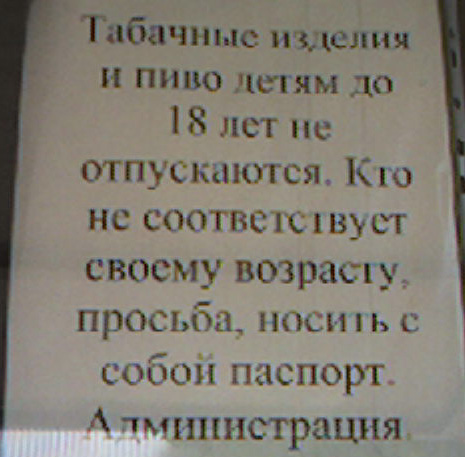 Табачные изделия
и пиво детям до
18 лет не
отпускаются. Кто
не соответствует
своему возрасту,
просьба, носить с
собой паспорт.
Администрация.